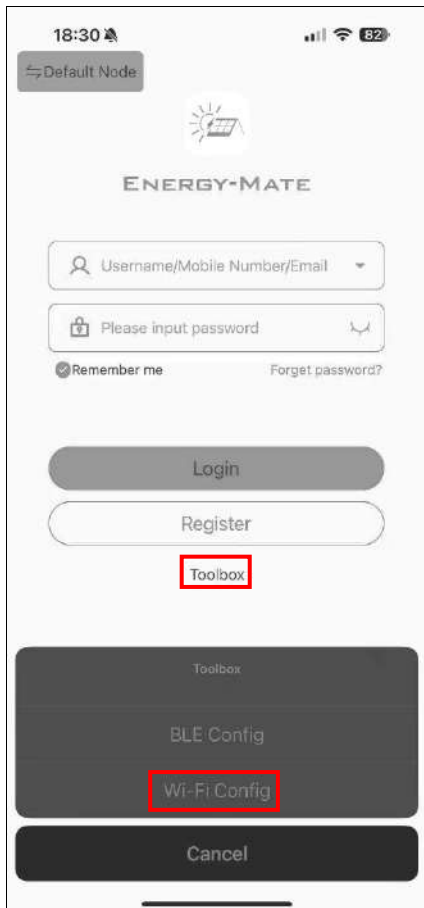 18:30
82
Default Node
ENERGY-MATE
Username/Mobile Number/Email
Please input password
Remember me
Forget password?
Login
Register
Toolbox
Toolbox
BLE Config
Wi-Fi Config
Cancel